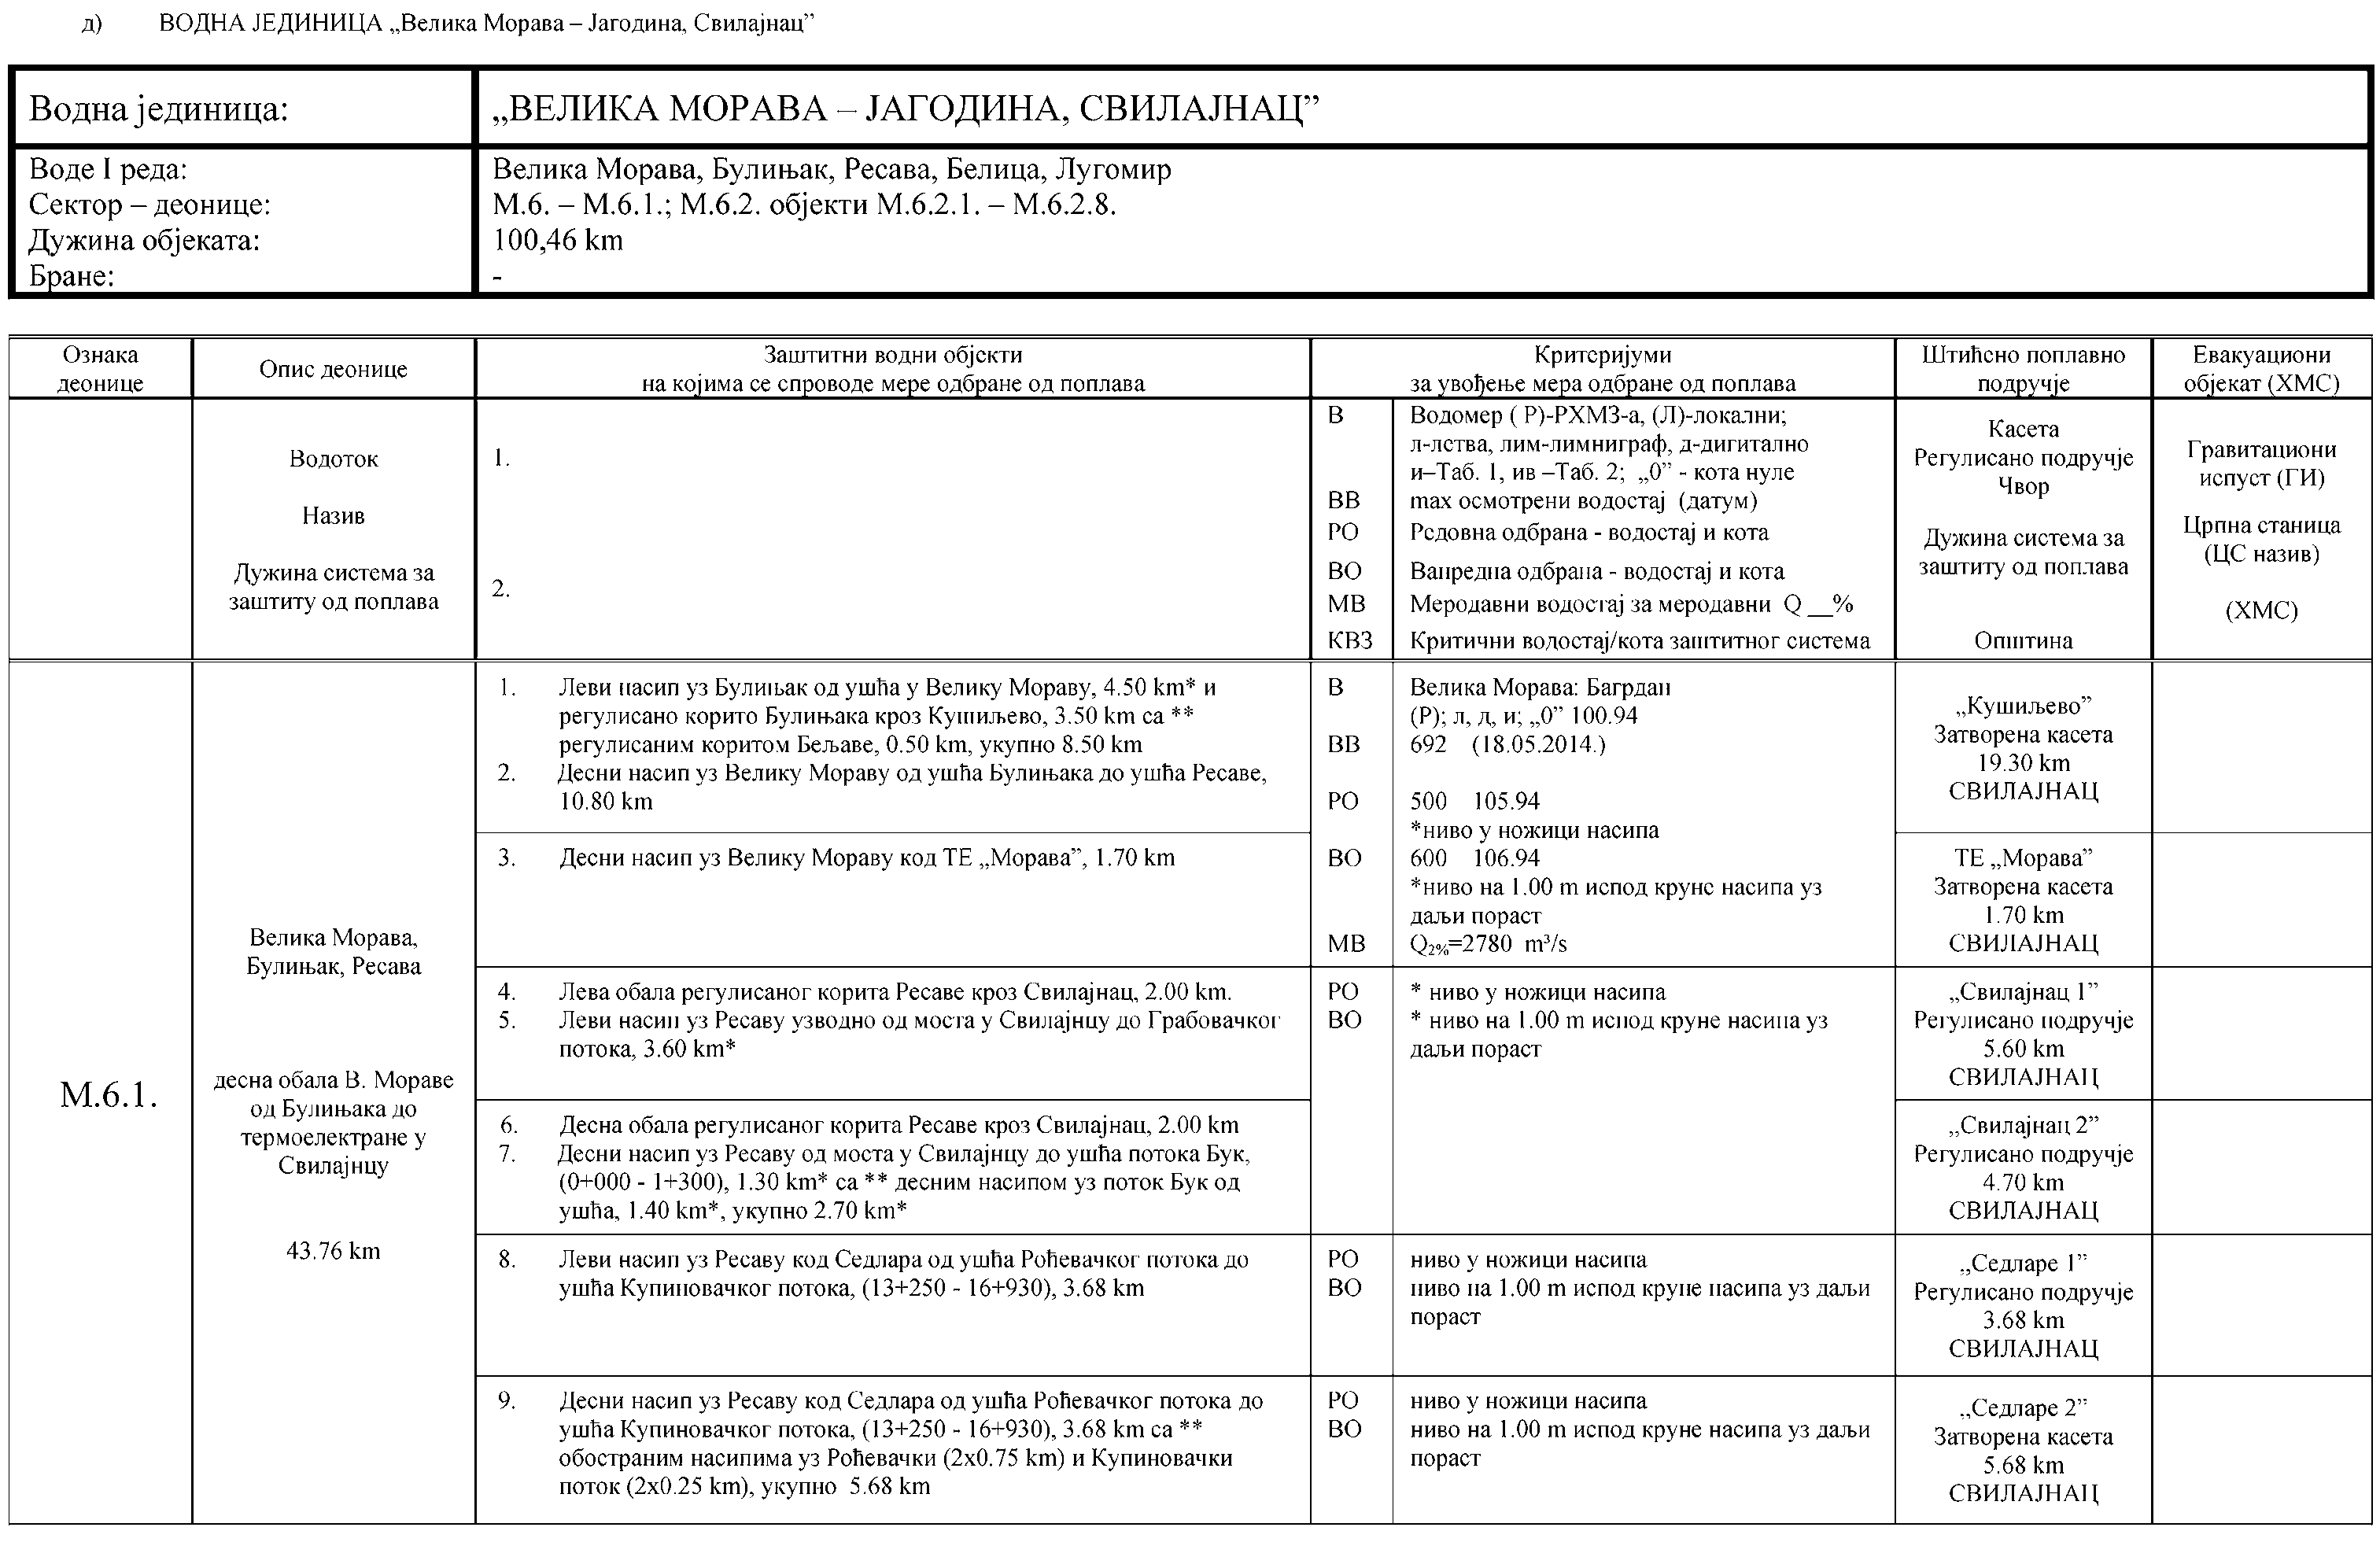 д) ВОДНА ЈЕДИНИЦА „Велика Морава – Јагодина, Свилајнац”
Водна јединица: „ВЕЛИКА МОРАВА – ЈАГОДИНА, СВИЛАЈНАЦ”
Воде I реда: Велика Морава, Булињак, Ресава, Белица, Лугомир
Сектор – деонице: М.6. – М.6.1.; М.6.2. објекти М.6.2.1. – М.6.2.8.
Дужина објеката: 100,46 km
Бране: -
Ознака
деонице
Опис деонице
Заштитни водни објекти
на којима се спроводе мере одбране од поплава
Критеријуми
за увођење мера одбране од поплава
Штићено поплавно
подручје
Евакуациони
објекат (ХМС)
Водоток
Назив
Дужина система за
заштиту од поплава
1.
2.
В Водомер ( Р)-РХМЗ-а, (Л)-локални;
л-лства, лим-лимниграф, д-дигитално
и–Таб. 1, ив –Таб. 2; „0” - кота нуле
ВВ max осмотрени водостај (датум)
РО Редовна одбрана - водостај и кота
ВО Ванредна одбрана - водостај и кота
МВ Меродавни водостај за меродавни Q __%
КВЗ Критични водостај/кота заштитног система
Касета
Регулисано подручје
Чвор
Дужина система за
заштиту од поплава
Општина
Гравитациони
испуст (ГИ)
Црпна станица
(ЦС назив)
(ХМС)
М.6.1.
Велика Морава,
Булињак, Ресава
десна обала В. Мораве
од Булињака до
термоелектране у
Свилајнцу
43.76 km
1. Леви насип уз Булињак од ушћа у Велику Мораву, 4.50 km* и
регулисано корито Булињака кроз Кушиљево, 3.50 km са **
регулисаним коритом Бељаве, 0.50 km, укупно 8.50 km
2. Десни насип уз Велику Мораву од ушћа Булињака до ушћа Ресаве,
10.80 km
3. Десни насип уз Велику Мораву код ТЕ „Морава”, 1.70 km
В Велика Морава: Багрдан
(Р); л, д, и; „0” 100.94
ВВ 692 (18.05.2014.)
РО 500 105.94
*ниво у ножици насипа
ВО 600 106.94
*ниво на 1.00 m испод круне насипа уз
даљи пораст
МВ Q2%=2780 m³/s
„Кушиљево”
Затворена касета
19.30 km
СВИЛАЈНАЦ
ТЕ „Морава”
Затворена касета
1.70 km
СВИЛАЈНАЦ
4. Лева обала регулисаног корита Ресаве кроз Свилајнац, 2.00 km.
5. Леви насип уз Ресаву узводно од моста у Свилајнцу до Грабовачког
потока, 3.60 km*
РО * ниво у ножици насипа
ВО * ниво на 1.00 m испод круне насипа уз
даљи пораст
„Свилајнац 1”
Регулисано подручје
5.60 km
СВИЛАЈНАЦ
6. Десна обала регулисаног корита Ресаве кроз Свилајнац, 2.00 km
7. Десни насип уз Ресаву од моста у Свилајнцу до ушћа потока Бук,
(0+000 - 1+300), 1.30 km* са ** десним насипом уз поток Бук од
ушћа, 1.40 km*, укупно 2.70 km*
„Свилајнац 2”
Регулисано подручје
4.70 km
СВИЛАЈНАЦ
8. Леви насип уз Ресаву код Седлара од ушћа Роћевачког потока до
ушћа Купиновачког потока, (13+250 - 16+930), 3.68 km
РО ниво у ножици насипа
ВО ниво на 1.00 m испод круне насипа уз даљи
пораст
„Седларе 1”
Регулисано подручје
3.68 km
СВИЛАЈНАЦ
9. Десни насип уз Ресаву код Седлара од ушћа Роћевачког потока до
ушћа Купиновачког потока, (13+250 - 16+930), 3.68 km са **
обостраним насипима уз Роћевачки (2x0.75 km) и Купиновачки
поток (2x0.25 km), укупно 5.68 km
РО ниво у ножици насипа
ВО ниво на 1.00 m испод круне насипа уз даљи
пораст
„Седларе 2”
Затворена касета
5.68 km
СВИЛАЈНАЦ